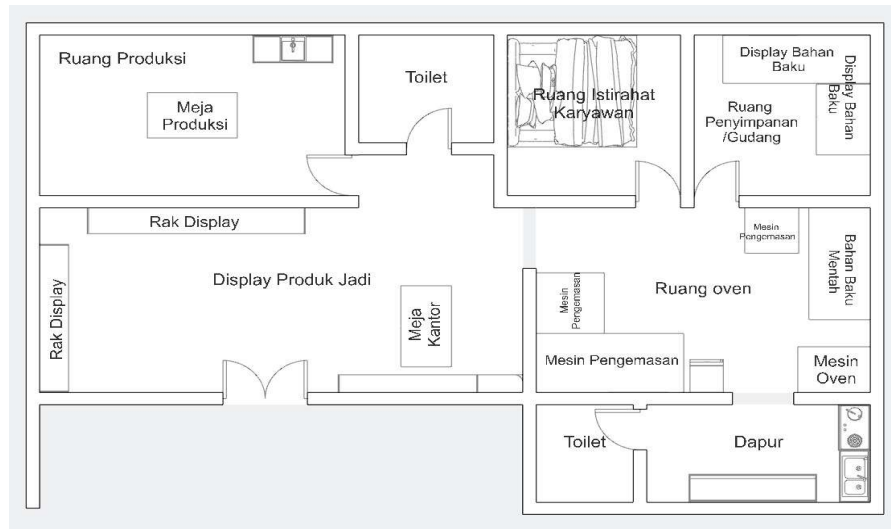 Ruang Produksi
Meja
Produksi
Toilet
Ruang Istirahat
Karyawan
Display Bahan
Baku
Display Bahan
Baku
Ruang
Penyimpanan
/Gudang
Rak Display
Rak Display
Display Produk Jadi
Meja
Kantor
Mesin
Pengemasan
Mesin
Pengemasan
Bahan Baku
Mentah
Ruang oven
Mesin Pengemasan
Mesin
Oven
Toilet
Dapur